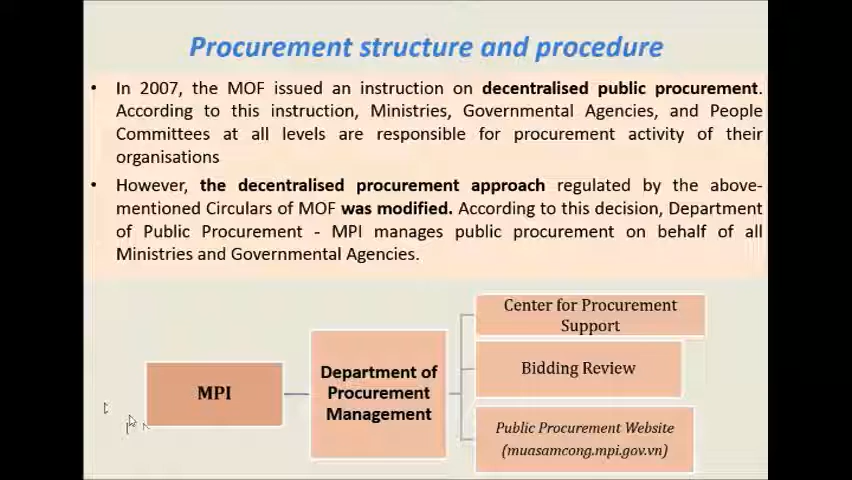 Procurement structure and procedure
• In 2007, the MOF issued an instruction on decentralised public procurement.
According to this instruction, Ministries, Governmental Agencies, and People
Committees at all levels are responsible for procurement activity of their
organisations
• However, the decentralised procurement approach regulated by the above-
mentioned Circulars of MOF was modified. According to this decision, Department
of Public Procurement - MPI manages public procurement on behalf of all
Ministries and Governmental Agencies.
MPI
Department of
Procurement
Management
Center for Procurement
Support
Bidding Review
Public Procurement Website
(muasamcong.mpi.gov.vn)